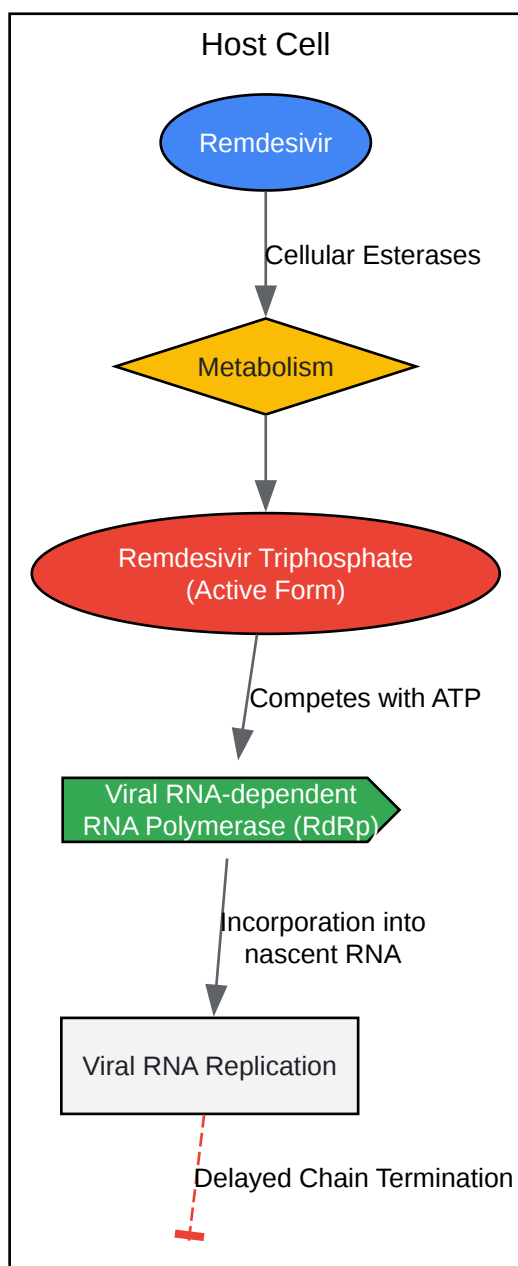 Host Cell
Remdesivir
Cellular Esterases
Metabolism
Remdesivir Triphosphate
(Active Form)
Competes with ATP
Viral RNA-dependent
RNA Polymerase (RdRp)
Incorporation into
nascent RNA
Viral RNA Replication
Delayed Chain Termination